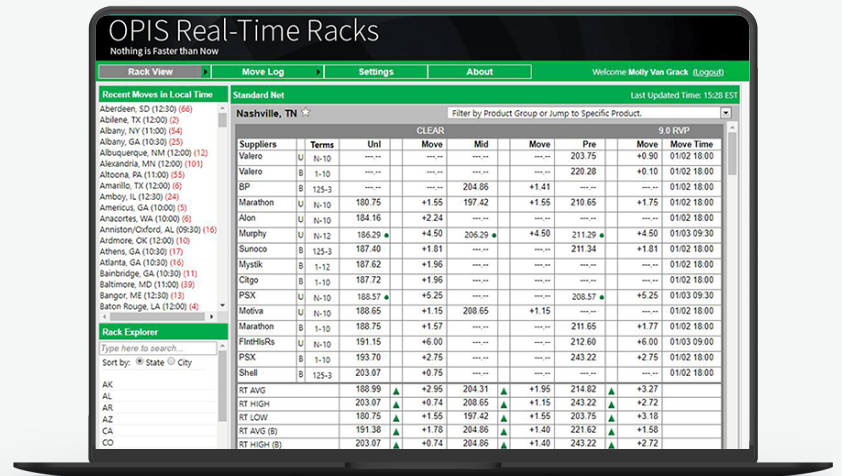 OPIS Real-Time Racks
Nothing is Faster than Now
Rack View Move Log Settings About Welcome Molly Van Grack (Logout)
Recent Moves in Local Time
Aberdeen, SD (12:30) (66)
Abilene, TX (12:00) (2)
Albany, NY (11:00) (54)
Albany, GA (10:30) (25)
Albuquerque, NM (12:00) (12)
Alexandria, MN (12:00) (101)
Altoona, PA (11:00) (55)
Amarillo, TX (12:00) (6)
Amboy, IL (12:30) (24)
Americus, GA (10:00) (5)
Anacortes, WA (10:00) (6)
Anniston/Oxford, AL (09:30) (16)
Ardmore, OK (12:00) (10)
Athens, GA (10:30) (17)
Atlanta, GA (10:30) (16)
Bainbridge, GA (10:30) (11)
Baltimore, MD (11:00) (39)
Bangor, ME (12:30) (13)
Baton Rouge, LA (12:00) (4)
Rack Explorer
Type here to search...
Sort by: State City
AK
AL
AR
AZ
CA
CO
Standard Net Last Updated Time: 15:28 EST
Nashville, TN Filter by Product Group or Jump to Specific Product.
CLEAR 9.0 RVP
Suppliers Terms Unl Move Mid Move Pre Move Move Time
Valero U N-10 ---.-- ---.-- ---.-- ---.-- 203.75 +0.90 01/02 18:00
Valero B 1-10 ---.-- ---.-- ---.-- ---.-- 220.28 +0.10 01/02 18:00
BP B 125-3 ---.-- ---.-- 204.86 +1.41 ---.-- ---.-- 01/02 18:00
Marathon U N-10 180.75 +1.55 197.42 +1.55 210.65 +1.75 01/02 18:00
Alon U N-10 184.16 +2.24 ---.-- ---.-- ---.-- ---.-- 01/02 18:00
Murphy U N-12 186.29 +4.50 206.29 +4.50 211.29 +4.50 01/03 09:30
Sunoco B 125-3 187.40 +1.81 ---.-- ---.-- 211.34 +1.81 01/02 18:00
Mystik B 1-12 187.62 +1.96 ---.-- ---.-- ---.-- ---.-- 01/02 18:00
Citgo B 1-10 187.72 +1.96 ---.-- ---.-- ---.-- ---.-- 01/02 18:00
PSX U N-10 188.57 +5.25 ---.-- ---.-- 208.57 +5.25 01/03 09:30
Motiva U N-10 188.65 +1.15 208.65 +1.15 ---.-- ---.-- 01/02 18:00
Marathon B 1-10 188.75 +1.57 ---.-- ---.-- 211.65 +1.77 01/02 18:00
FlntHlsRs U N-10 191.15 +6.00 ---.-- ---.-- 212.60 +6.00 01/03 09:00
PSX B 1-10 193.70 +2.75 ---.-- ---.-- 243.22 +2.75 01/02 18:00
Shell B 125-3 203.07 +0.75 ---.-- ---.-- ---.-- ---.-- 01/02 18:00
RT AVG 188.99 +2.95 204.31 +1.95 214.82 +3.27
RT HIGH 203.07 +0.74 208.65 +1.15 243.22 +2.72
RT LOW 180.75 +1.55 197.42 +1.55 203.75 +3.18
RT AVG (B) 191.38 +1.78 204.86 +1.40 221.62 +1.58
RT HIGH (B) 203.07 +0.74 204.86 +1.40 243.22 +2.72